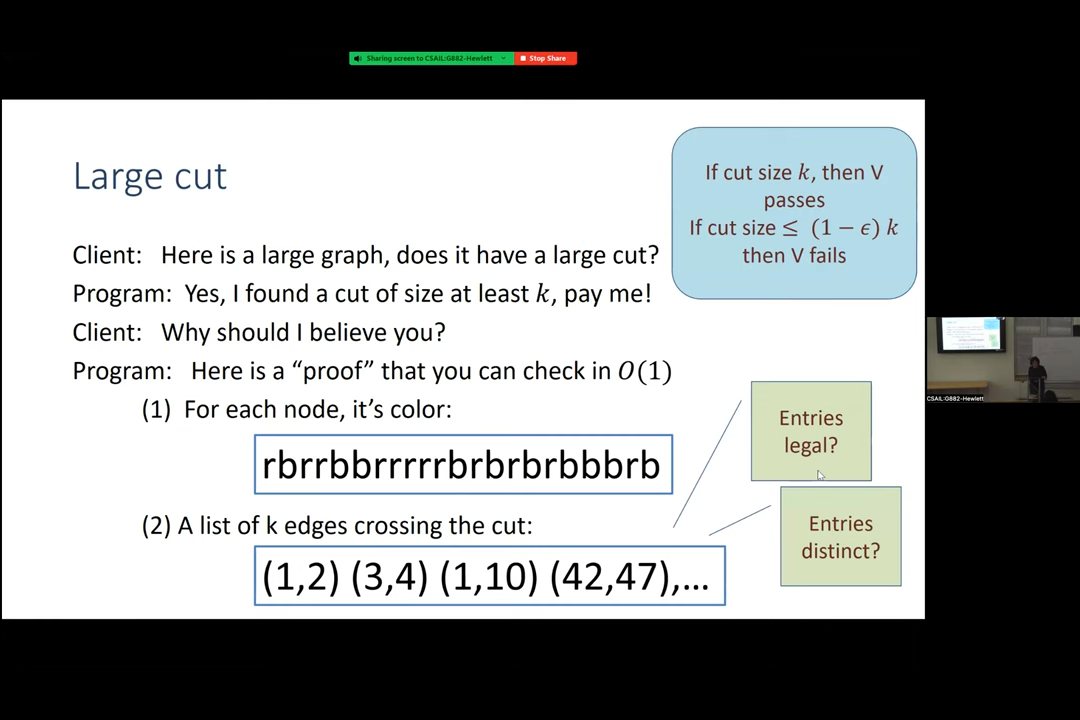 Sharing screen to CSAIL:G882-Hewlett
Stop Share
Large cut
If cut size k, then V
passes
If cut size ≤ (1 − ϵ) k
then V fails
Client: Here is a large graph, does it have a large cut?
Program: Yes, I found a cut of size at least k, pay me!
Client: Why should I believe you?
Program: Here is a “proof” that you can check in O(1)
(1) For each node, it’s color:
rbrrbbrrrrrbrbrbrbbbrb
Entries
legal?
(2) A list of k edges crossing the cut:
(1,2) (3,4) (1,10) (42,47),...
Entries
distinct?
CSAIL:G882-Hewlett